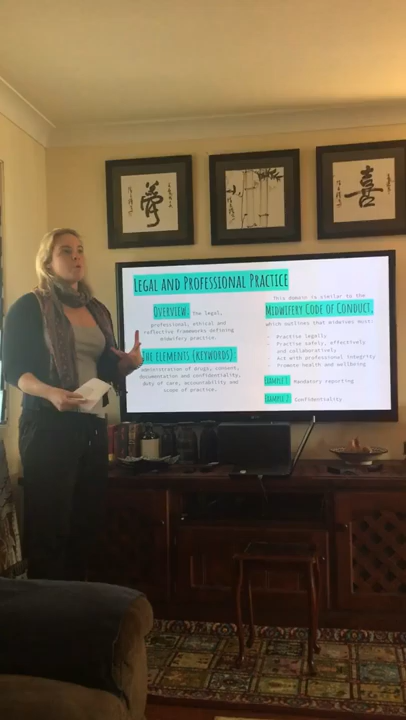 喜
LEGAL AND PROFESSIONAL PRACTICE
OVERVIEW: The legal,
professional, ethical and
reflective frameworks defining
midwifery practice.
THE ELEMENTS (KEYWORDS):
administration of drugs, consent,
documentation and confidentiality,
duty of care, accountability and
scope of practice.
This domain is similar to the
MIDWIFERY CODE OF CONDUCT,
which outlines that midwives must:
- Practise legally
- Practise safely, effectively
and collaboratively
Act with professional integrity
- Promote health and wellbeing
EXAMPLE 1: Mandatory reporting
EXAMPLE 2: Confidentiality